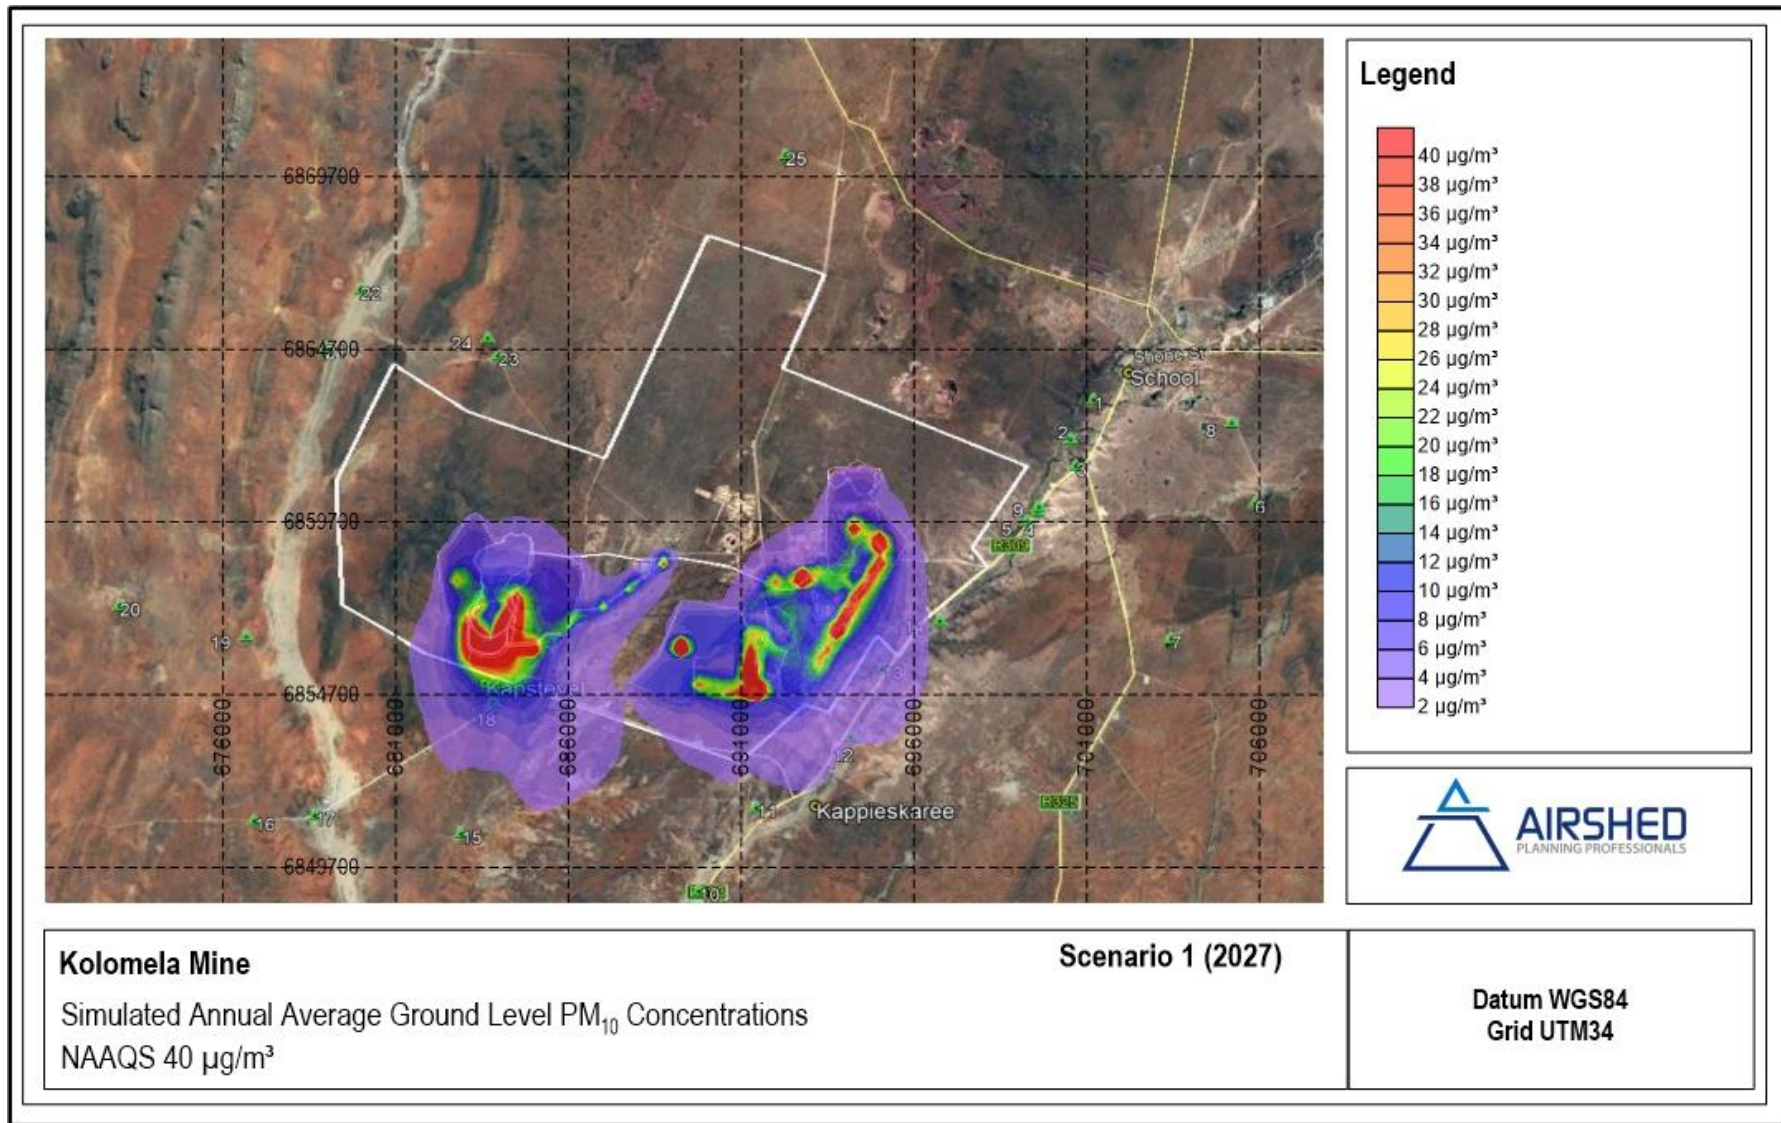 25
6869700
22
24
6864700
23
Shonc St
School
1
2
8
3
6
9
6859700
5 4
R309
20
19
7
13
Kapstevel
6854700
18
12
676000
681000
686000
691000
696000
701000
706000
R325
Kappieskaree
11
17
16
15
6849700
10
Legend
40 µg/m³
38 µg/m³
36 µg/m³
34 µg/m³
32 µg/m³
30 µg/m³
28 µg/m³
26 µg/m³
24 µg/m³
22 µg/m³
20 µg/m³
18 µg/m³
16 µg/m³
14 µg/m³
12 µg/m³
10 µg/m³
8 µg/m³
6 µg/m³
4 µg/m³
2 µg/m³
AIRSHED
PLANNING PROFESSIONALS
Kolomela Mine
Scenario 1 (2027)
Simulated Annual Average Ground Level PM₁₀ Concentrations
NAAQS 40 µg/m³
Datum WGS84
Grid UTM34